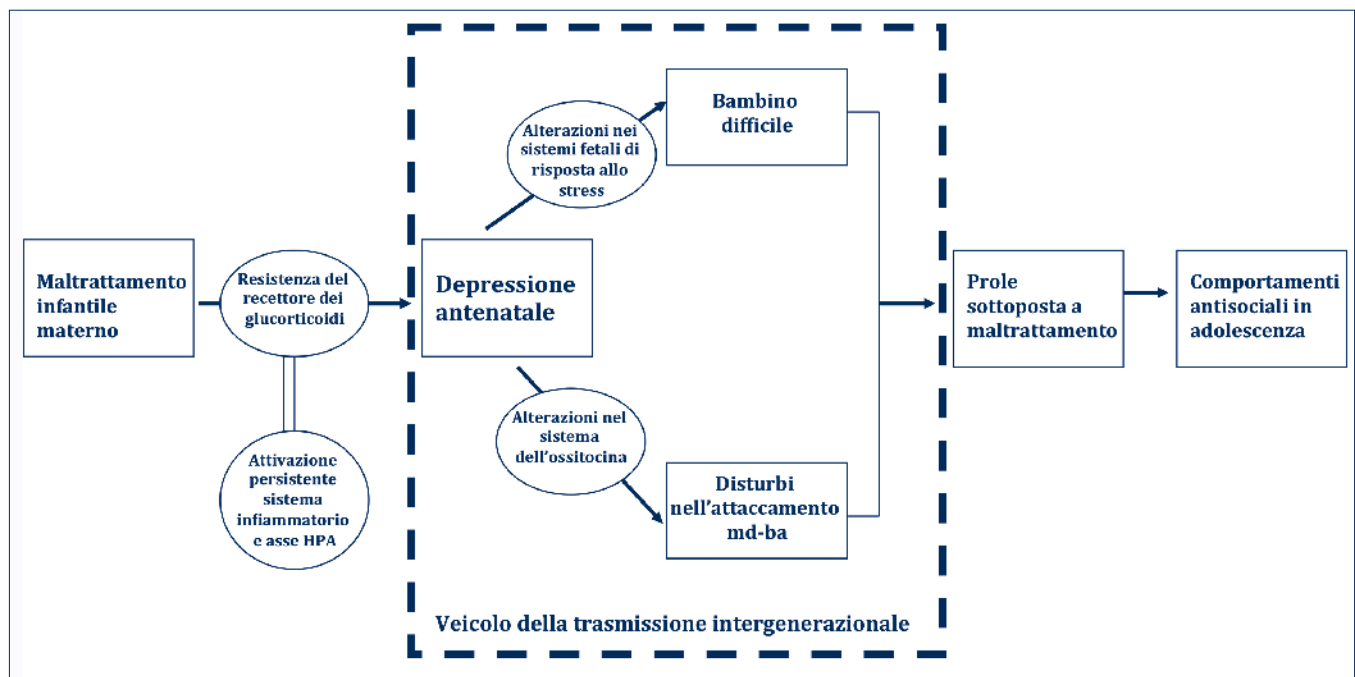 Maltrattamento
infantile
materno
Resistenza del
recettore dei
glucorticoidi
Attivazione
persistente
sistema
infiammatorio
e asse HPA
Depressione
antenatale
Alterazioni nei
sistemi fetali di
risposta allo
stress
Bambino
difficile
Alterazioni nel
sistema
dell'ossitocina
Disturbi
nell'attaccamento
md-ba
Veicolo della trasmissione intergenerazionale
Prole
sottoposta a
maltrattamento
Comportamenti
antisociali in
adolescenza